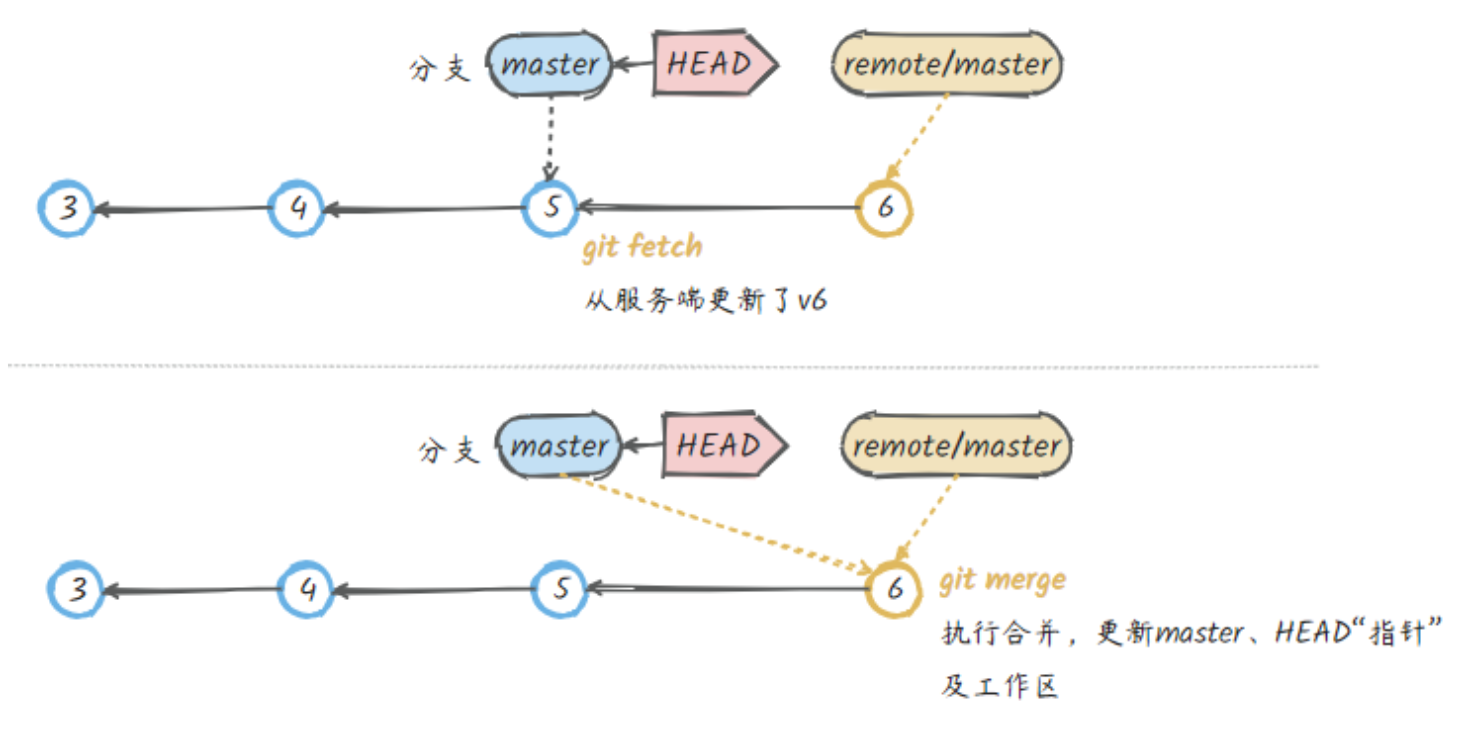 分支 master HEAD remote/master
3 4 5 6
git fetch
从服务端更新了v6
分支 master HEAD remote/master
3 4 5 6
git merge
执行合并，更新master、HEAD“指针”
及工作区